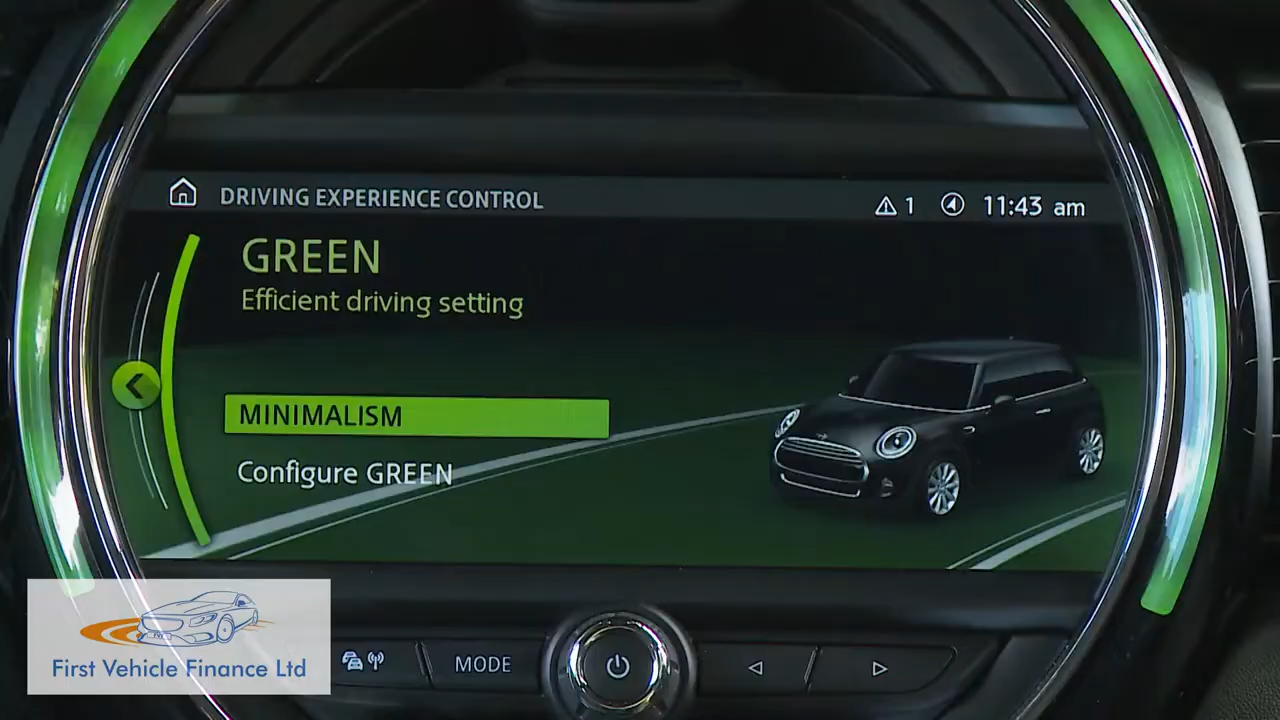 DRIVING EXPERIENCE CONTROL
1
11:43 am
GREEN
Efficient driving setting
MINIMALISM
Configure GREEN
MODE
First Vehicle Finance Ltd